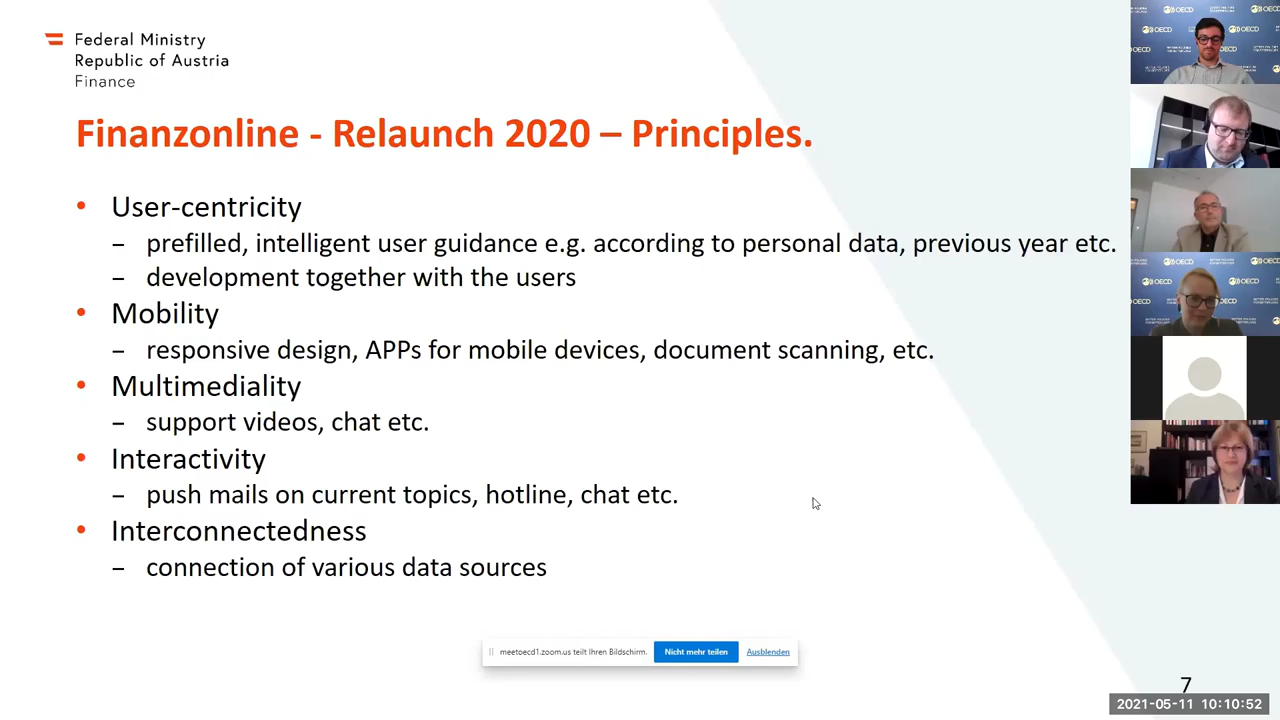 Federal Ministry
Republic of Austria
Finance
Finanzonline - Relaunch 2020 – Principles.
• User-centricity
– prefilled, intelligent user guidance e.g. according to personal data, previous year etc.
– development together with the users
• Mobility
– responsive design, APPs for mobile devices, document scanning, etc.
• Multimediality
– support videos, chat etc.
• Interactivity
– push mails on current topics, hotline, chat etc.
• Interconnectedness
– connection of various data sources
meetoecd1.zoom.us teilt Ihren Bildschirm. Nicht mehr teilen Ausblenden
7
2021-05-11 10:10:52
OECD
OECD